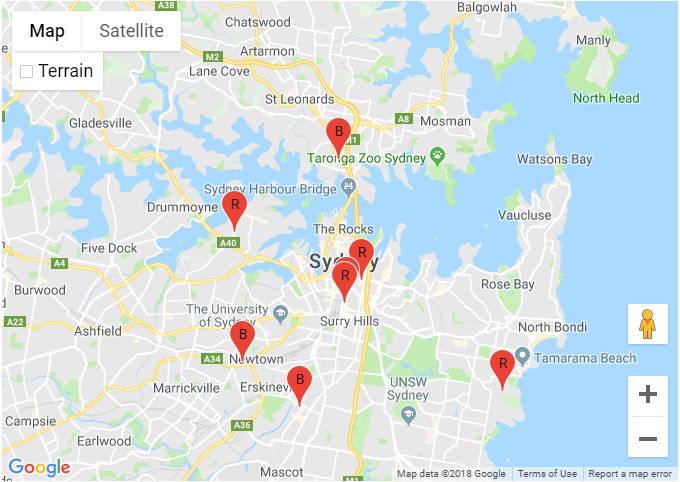 A38
Balgowlah
Chatswood
Map
Satellite
Manly
Artarmon
M2
Terrain
Lane Cove
St Leonards
North Head
Gladesville
A8
Mosman
B
M1
Taronga Zoo Sydney
Watsons Bay
Sydney Harbour Bridge
Drummoyne
R
Vaucluse
The Rocks
A40
Five Dock
R
Sydney
A4
R
Burwood
Rose Bay
The University
of Sydney
A22
Surry Hills
Ashfield
North Bondi
B
A34
Newtown
Tamarama Beach
R
Marrickville
Erskineville
B
UNSW
Sydney
Campsie
A36
Earlwood
Google
Mascot
Map data ©2018 Google
Terms of Use
Report a map error